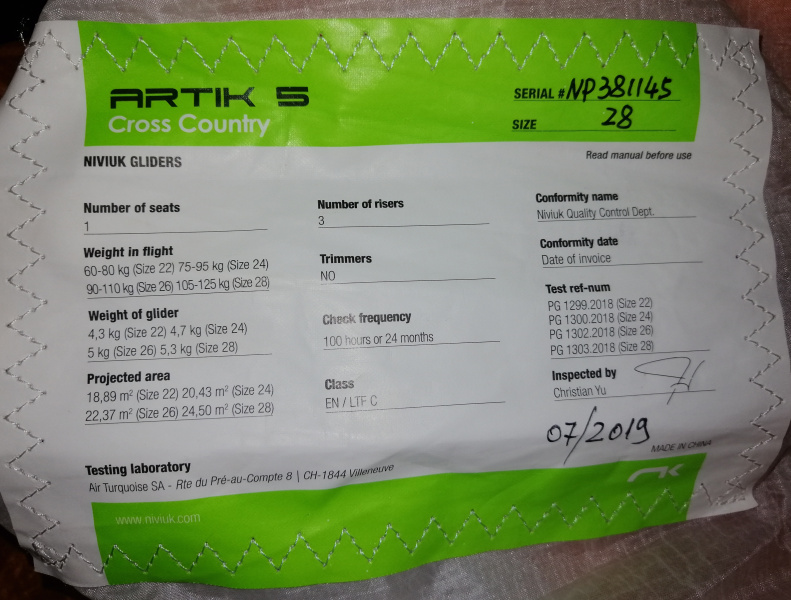 ARTIK 5
Cross Country
SERIAL # NP381145
SIZE 28
NIVIUK GLIDERS
Read manual before use
Number of seats
1
Weight in flight
60-80 kg (Size 22) 75-95 kg (Size 24)
90-110 kg (Size 26) 105-125 kg (Size 28)
Weight of glider
4,3 kg (Size 22) 4,7 kg (Size 24)
5 kg (Size 26) 5,3 kg (Size 28)
Projected area
18,89 m² (Size 22) 20,43 m² (Size 24)
22,37 m² (Size 26) 24,50 m² (Size 28)
Number of risers
3
Trimmers
NO
Check frequency
100 hours or 24 months
Class
EN / LTF C
Conformity name
Niviuk Quality Control Dept.
Conformity date
Date of invoice
Test ref-num
PG 1299.2018 (Size 22)
PG 1300.2018 (Size 24)
PG 1302.2018 (Size 26)
PG 1303.2018 (Size 28)
Inspected by
Christian Yu
07/2019
MADE IN CHINA
Testing laboratory
Air Turquoise SA - Rte du Pré-au-Compte 8 | CH-1844 Villeneuve
www.niviuk.com